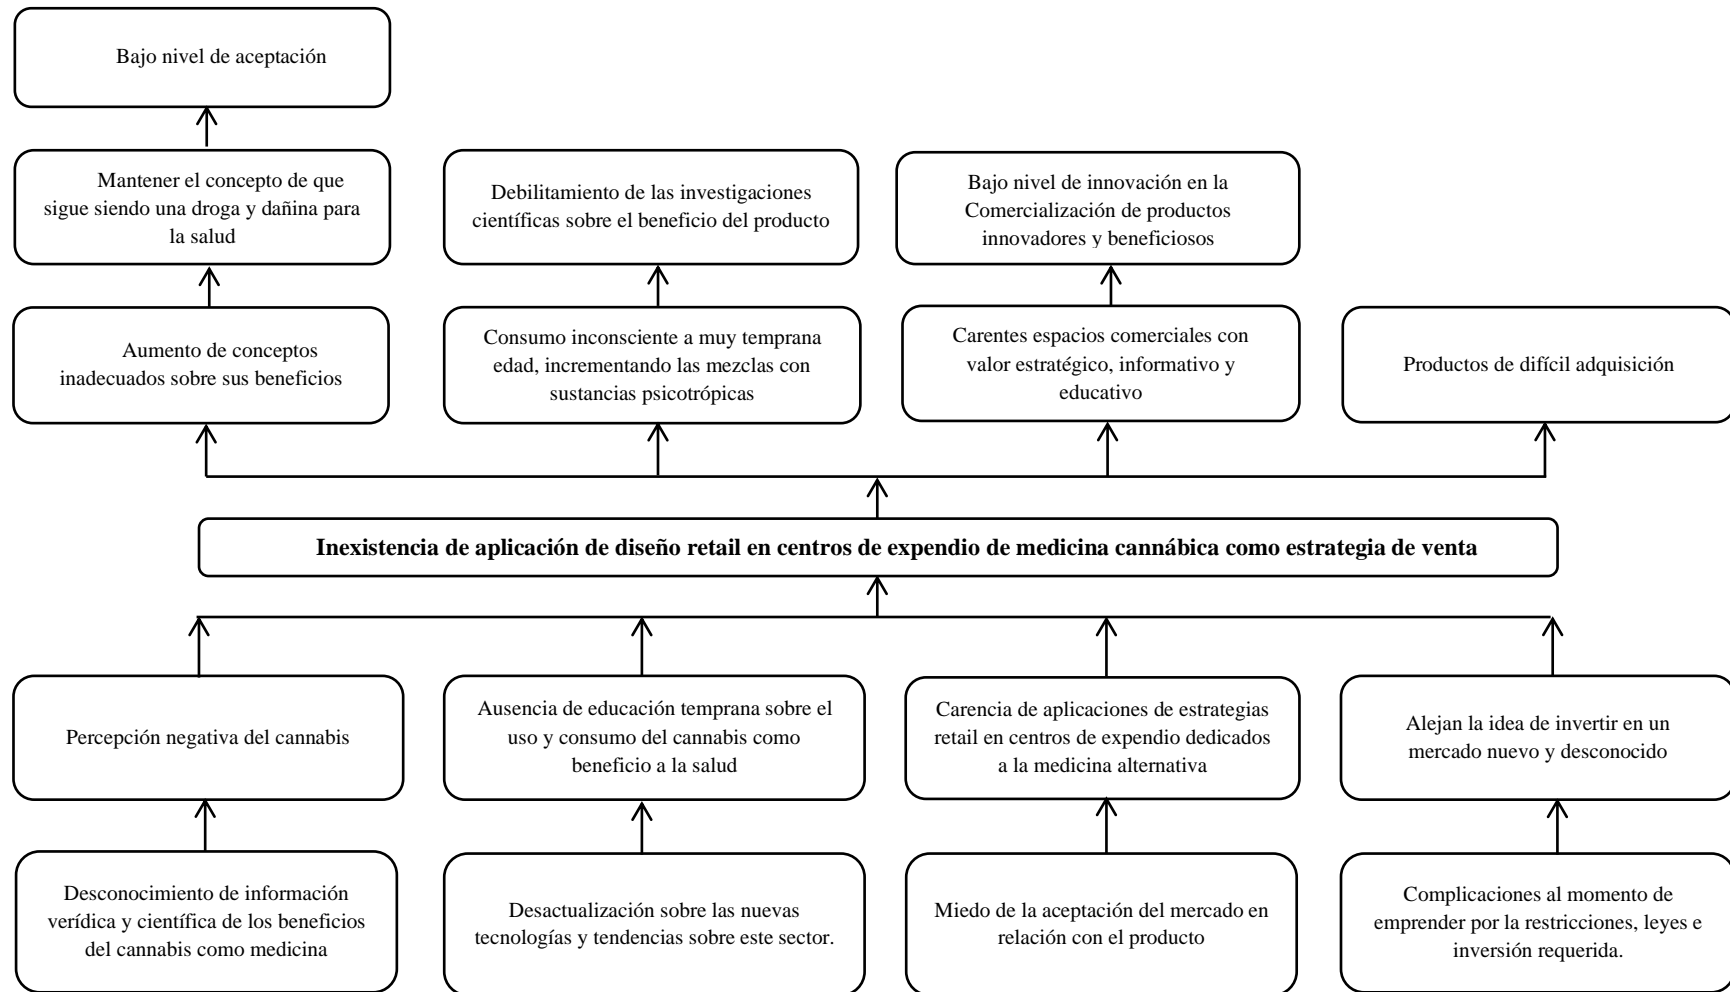 Bajo nivel de aceptación
Mantener el concepto de que
sigue siendo una droga y dañina para
la salud
Debilitamiento de las investigaciones
científicas sobre el beneficio del producto
Bajo nivel de innovación en la
Comercialización de productos
innovadores y beneficiosos
Aumento de conceptos
inadecuados sobre sus beneficios
Consumo inconsciente a muy temprana
edad, incrementando las mezclas con
sustancias psicotrópicas
Carentes espacios comerciales con
valor estratégico, informativo y
educativo
Productos de difícil adquisición
Inexistencia de aplicación de diseño retail en centros de expendio de medicina cannábica como estrategia de venta
Percepción negativa del cannabis
Ausencia de educación temprana sobre el
uso y consumo del cannabis como
beneficio a la salud
Carencia de aplicaciones de estrategias
retail en centros de expendio dedicados
a la medicina alternativa
Alejan la idea de invertir en un
mercado nuevo y desconocido
Desconocimiento de información
verídica y científica de los beneficios
del cannabis como medicina
Desactualización sobre las nuevas
tecnologías y tendencias sobre este sector.
Miedo de la aceptación del mercado en
relación con el producto
Complicaciones al momento de
emprender por la restricciones, leyes e
inversión requerida.